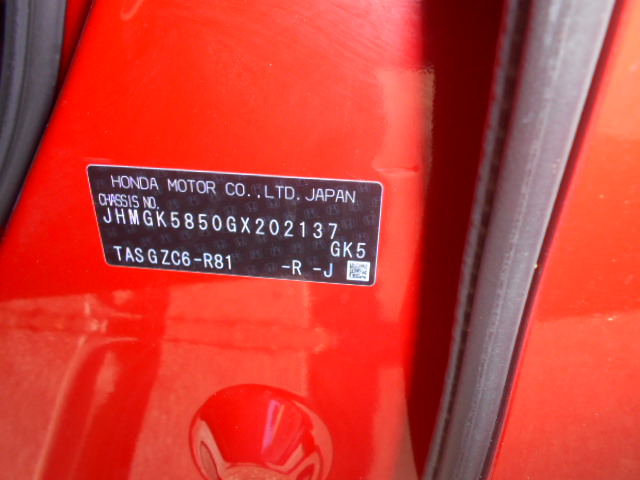 HONDA MOTOR CO.,LTD. JAPAN
CHASSIS NO.
JHMGK5850GX202137
GK5
TASGZC6-R81 -R -J